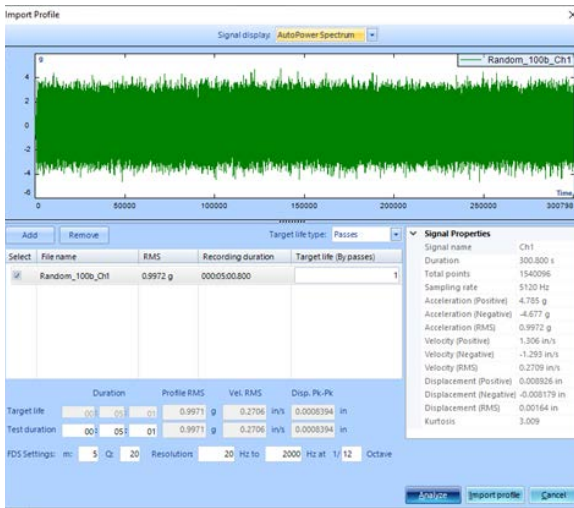 Import Profile
Signal display AutoPower Spectrum
g
Random_100b_Ch1
4
2
0
-2
-4
-6
Time,
0 50000 100000 150000 200000 250000 300798
Add Remove Target life type: Passes
Select File name RMS Recording duration Target life (By passes)
Random_100b_Ch1 0.9972 g 000:05:00.800 1
Signal Properties
Signal name Ch1
Duration 300.800 s
Total points 1540096
Sampling rate 5120 Hz
Acceleration (Positive) 4.785 g
Acceleration (Negative) -4.677 g
Acceleration (RMS) 0.9972 g
Velocity (Positive) 1.306 in/s
Velocity (Negative) -1.293 in/s
Velocity (RMS) 0.2709 in/s
Displacement (Positive) 0.008926 in
Displacement (Negative) -0.008179 in
Displacement (RMS) 0.00164 in
Kurtosis 3.009
Duration Profile RMS Vel. RMS Disp. Pk-Pk
Target life 00 05 01 0.9971 g 0.2706 in/s 0.0008394 in
Test duration 00 05 01 0.9971 g 0.2706 in/s 0.0008394 in
FDS Settings: m: 5 Q: 20 Resolution: 20 Hz to 2000 Hz at 1/ 12 Octave
Analyze Import profile Cancel